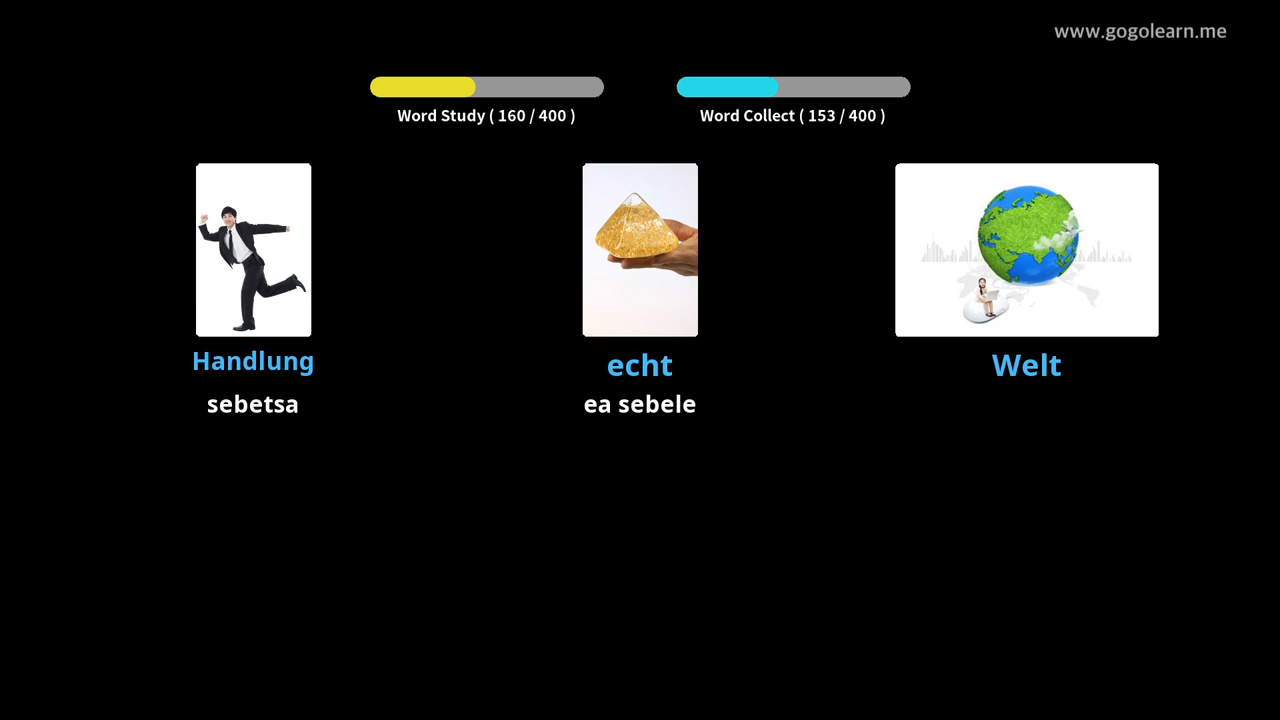 www.gogolearn.me
Word Study ( 160 / 400 )
Word Collect ( 153 / 400 )
Handlung
echt
Welt
sebetsa
ea sebele